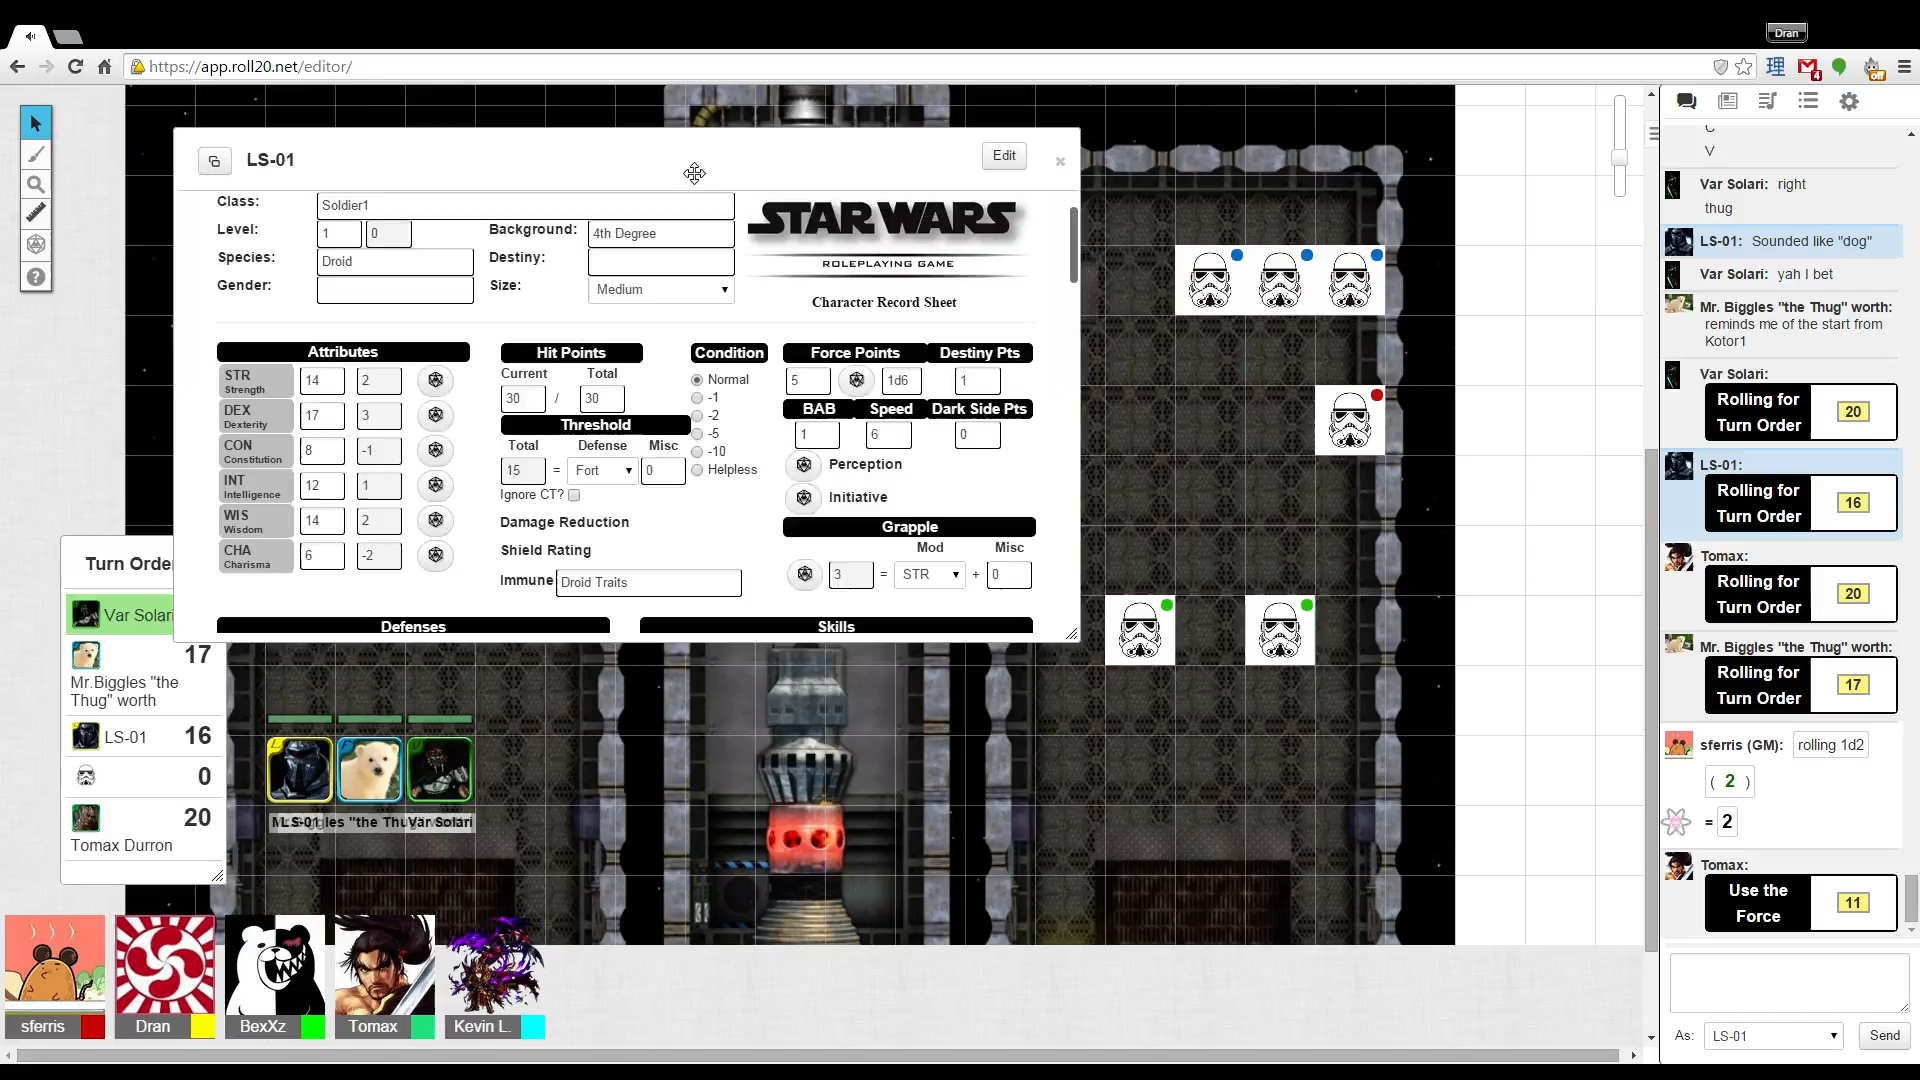 Dran
https://app.roll20.net/editor/
4
off
LS-01
Edit
Class:
Soldier1
Level:
1
0
Background:
4th Degree
Species:
Droid
Destiny:
Gender:
Size:
Medium
STAR WARS
ROLEPLAYING GAME
Character Record Sheet
Attributes
STR
Strength
14
2
DEX
Dexterity
17
3
CON
Constitution
8
-1
INT
Intelligence
12
1
WIS
Wisdom
14
2
CHA
Charisma
6
-2
Hit Points
Current
Total
30 / 30
Threshold
Total Defense Misc
15 = Fort 0
Ignore CT?
Damage Reduction
Shield Rating
Immune
Droid Traits
Condition
Normal
-1
-2
-5
-10
Helpless
Force Points
Destiny Pts
5
1d6
1
BAB
Speed
Dark Side Pts
1
6
0
Perception
Initiative
Grapple
Mod Misc
3 = STR + 0
Defenses
Skills
Turn Orde
Var Solari
17
Mr.Biggles "the
Thug" worth
LS-01 16
0
20
Tomax Durron
Var Solari
sferris
Dran
BexXz
Tomax
Kevin L.
C
V
Var Solari: right
thug
LS-01: Sounded like "dog"
Var Solari: yah I bet
Mr. Biggles "the Thug" worth:
reminds me of the start from
Kotor1
Var Solari:
Rolling for
Turn Order
20
LS-01:
Rolling for
Turn Order
16
Tomax:
Rolling for
Turn Order
20
Mr. Biggles "the Thug" worth:
Rolling for
Turn Order
17
sferris (GM): rolling 1d2
( 2 )
= 2
Tomax:
Use the
Force
11
As:
LS-01
Send